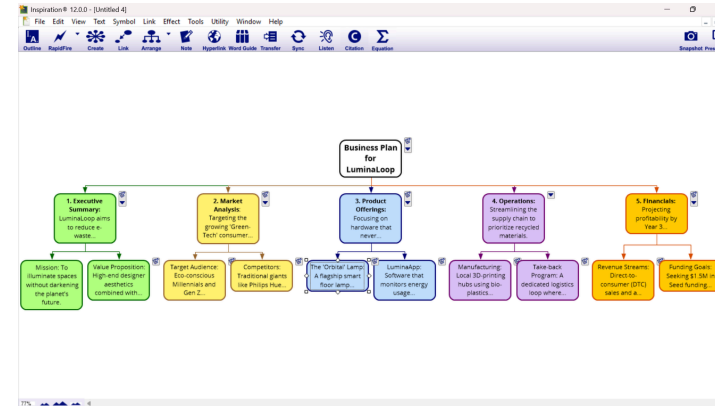 Inspiration® 12.0.0 - [Untitled 4]
File Edit View Text Symbol Link Effect Tools Utility Window Help
Outline RapidFire Create Link Arrange Note Hyperlink Word Guide Transfer Sync Listen Citation Equation Snapshot
Business Plan
for
LuminaLoop
1. Executive
Summary:
LuminaLoop aims
to reduce e-
waste...
2. Market
Analysis:
Targeting the
growing 'Green-
Tech' consumer...
3. Product
Offerings:
Focusing on
hardware that
never...
4. Operations:
Streamlining the
supply chain to
prioritize recycled
materials.
5. Financials:
Projecting
profitability by
Year 3...
Mission: To
illuminate spaces
without darkening
the planet's
future.
Value Proposition:
High-end designer
aesthetics
combined with...
Target Audience:
Eco-conscious
Millennials and
Gen Z...
Competitors:
Traditional giants
like Philips Hue...
The 'Orbital' Lamp:
A flagship smart
floor lamp...
LuminaApp:
Software that
monitors energy
usage...
Manufacturing:
Local 3D-printing
hubs using bio-
plastics...
Take-back
Program: A
dedicated logistics
loop where...
Revenue Streams:
Direct-to-
consumer (DTC)
sales and a...
Funding Goals:
Seeking $1.5M in
Seed funding...
77%